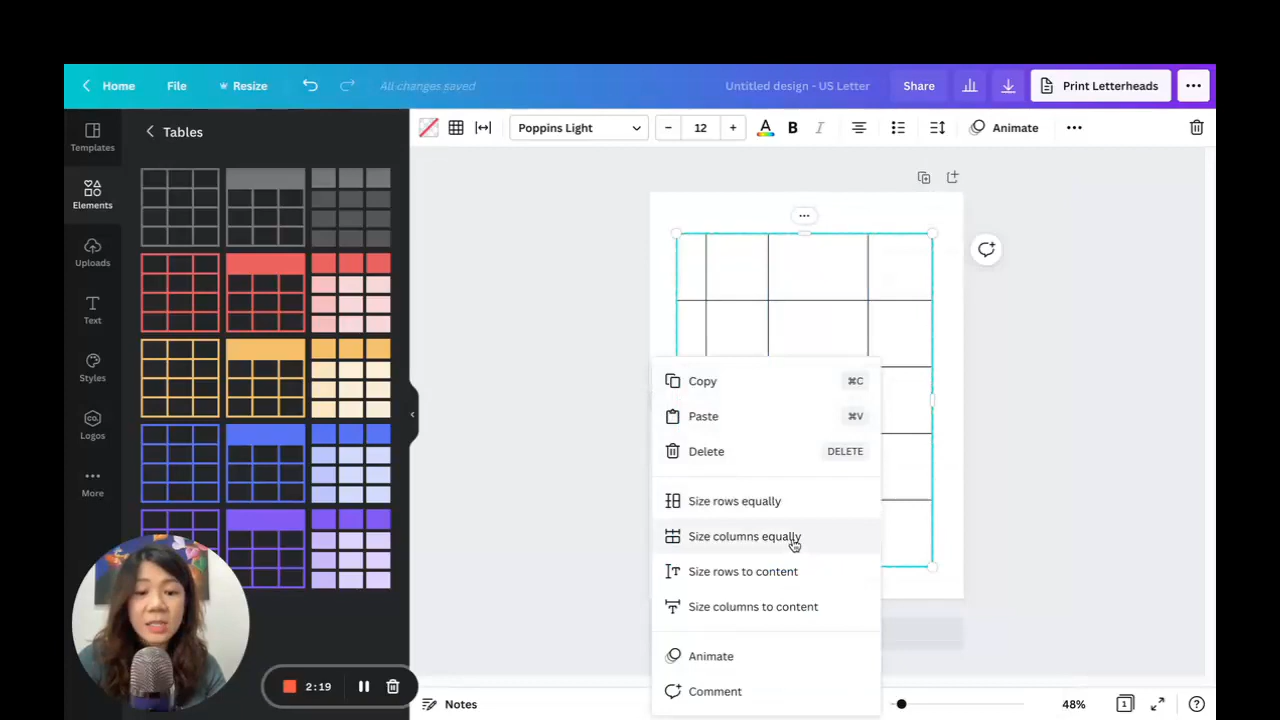 Home File Resize All changes saved Untitled design - US Letter Share Print Letterheads
Templates
Elements
Uploads
Text
Styles
CO.
Logos
More
Tables
Poppins Light 12 A B I Animate
Copy ⌘C
Paste ⌘V
Delete DELETE
Size rows equally
Size columns equally
Size rows to content
Size columns to content
Animate
Comment
2:19
Notes 48% 1 ?